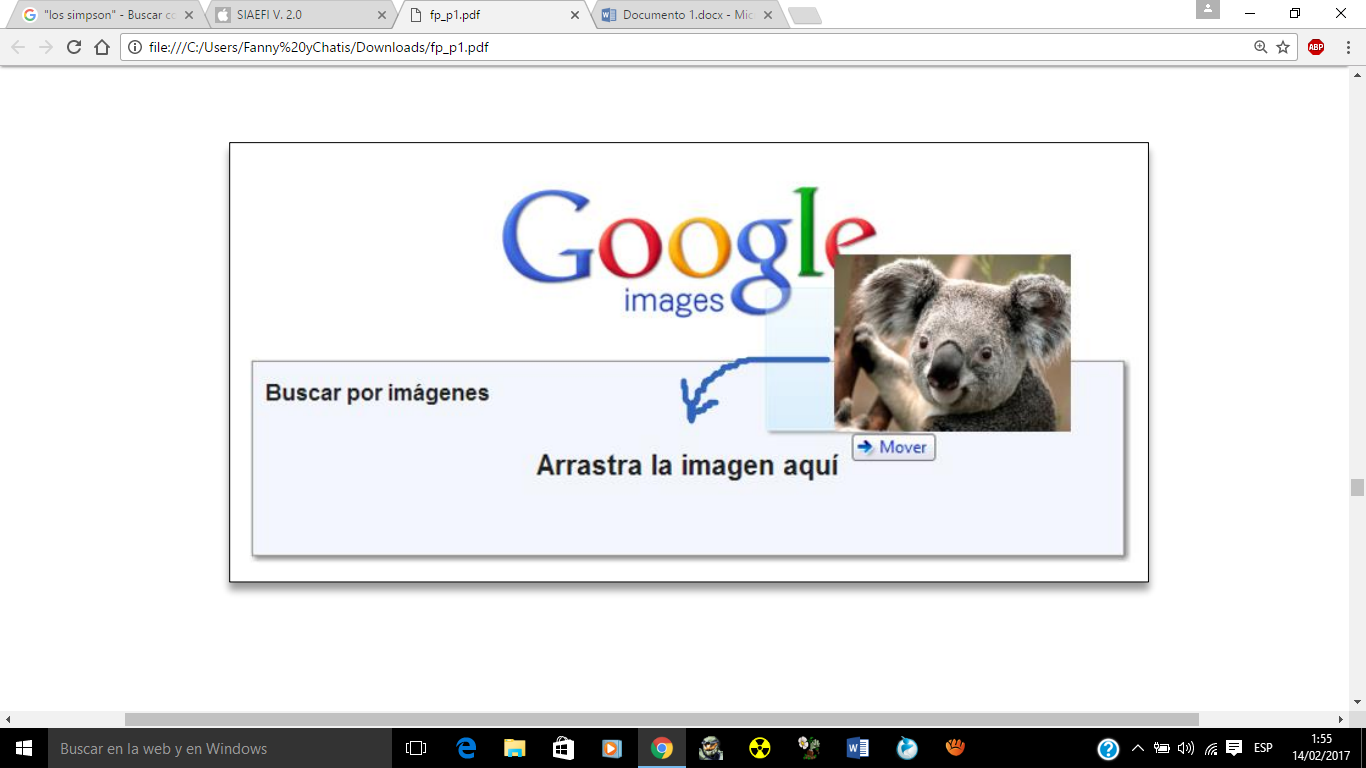 "los simpson" - Buscar co
SIAEFI V. 2.0
fp_p1.pdf
Documento 1.docx - Mic
file:///C:/Users/Fanny%20yChatis/Downloads/fp_p1.pdf
ABP
Google
images
Buscar por imágenes
Mover
Arrastra la imagen aquí
Buscar en la web y en Windows
ESP
1:55
14/02/2017